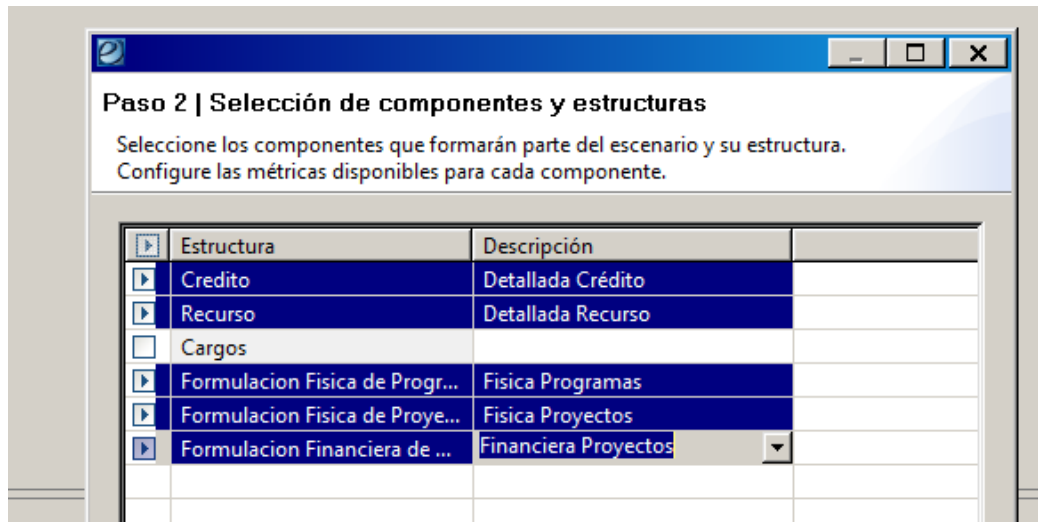 Paso 2 | Selección de componentes y estructuras
Seleccione los componentes que formarán parte del escenario y su estructura.
Configure las métricas disponibles para cada componente.
Estructura Descripción
Credito Detallada Crédito
Recurso Detallada Recurso
Cargos
Formulacion Fisica de Progr... Fisica Programas
Formulacion Fisica de Proye... Fisica Proyectos
Formulacion Financiera de ... Financiera Proyectos